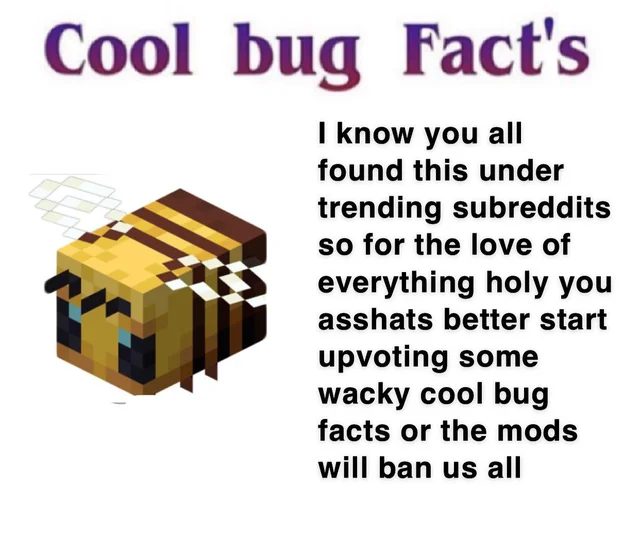 Cool bug Fact's
I know you all
found this under
trending subreddits
so for the love of
everything holy you
asshats better start
upvoting some
wacky cool bug
facts or the mods
will ban us all